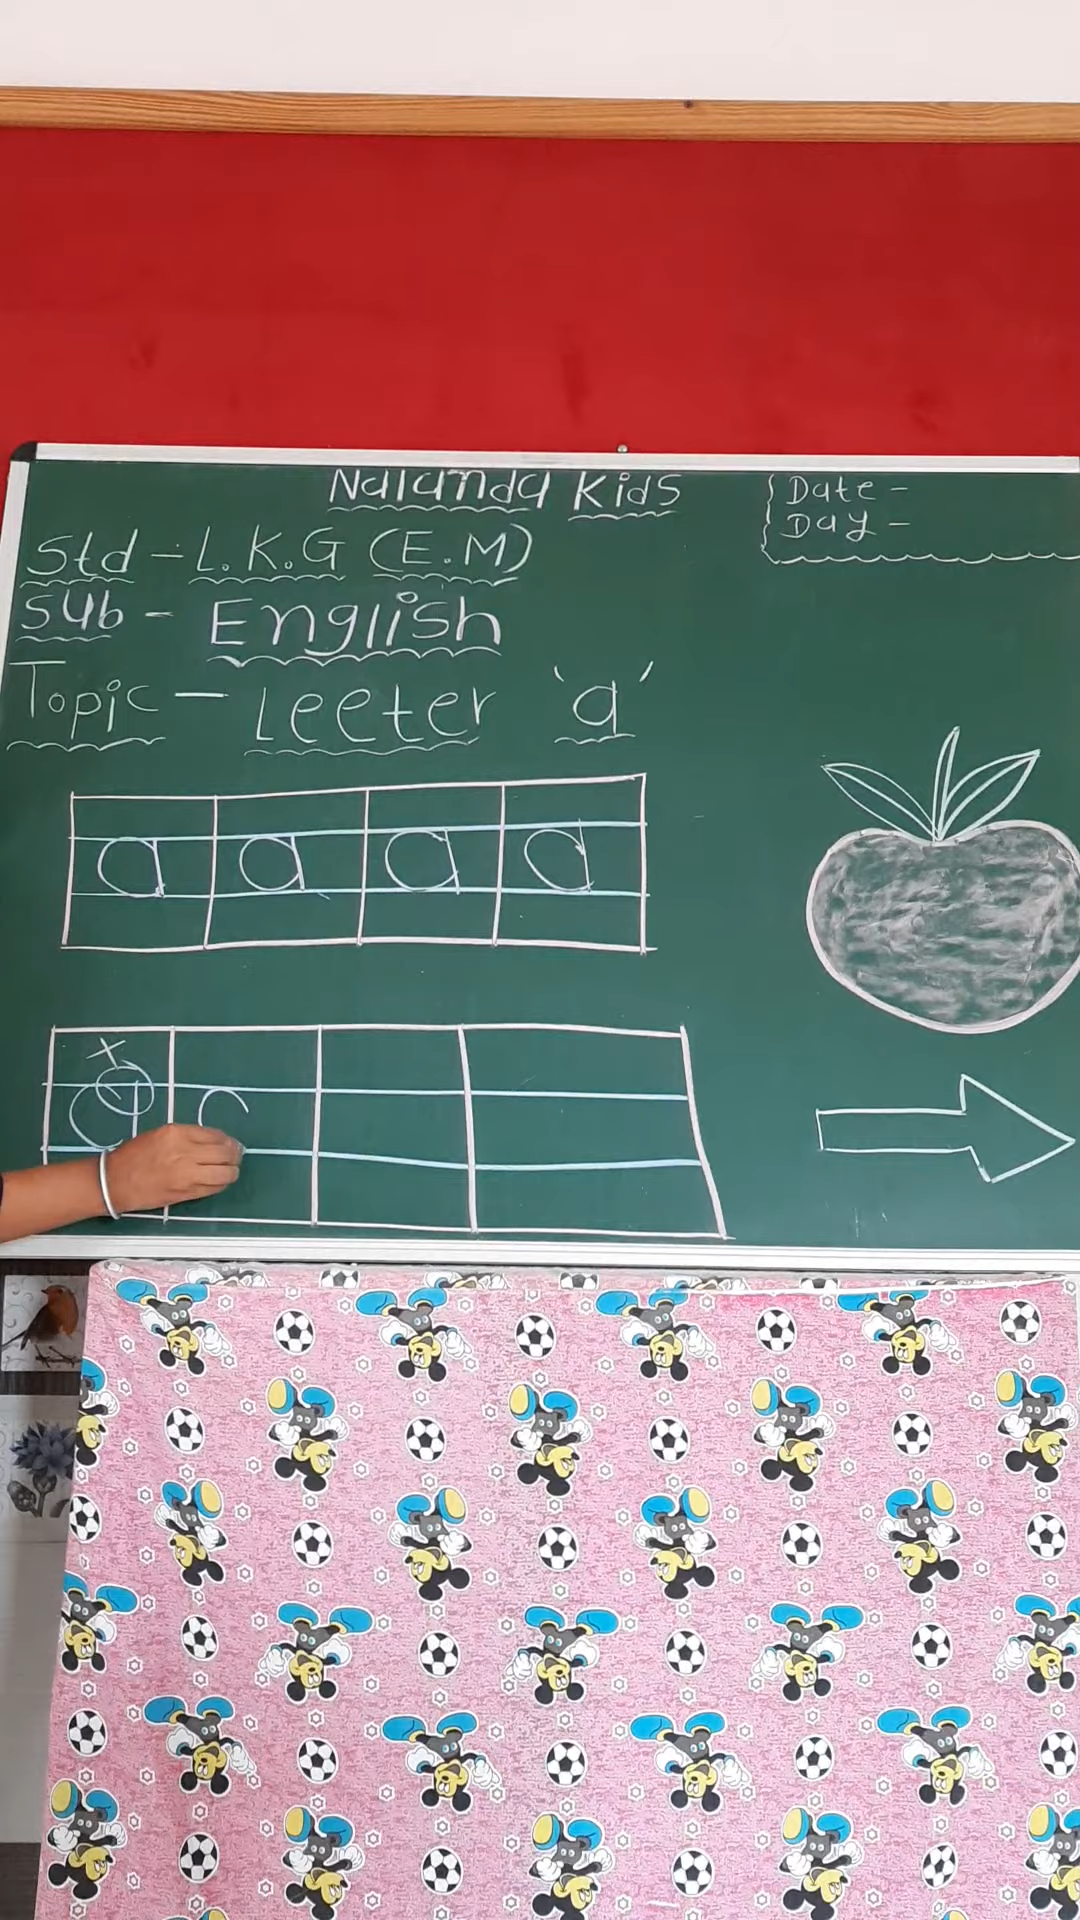 Nalanda Kids
Date -
Day -
Std - L.K.G (E.M)
Sub - English
Topic - Leeter 'a'
a a a a
x
a